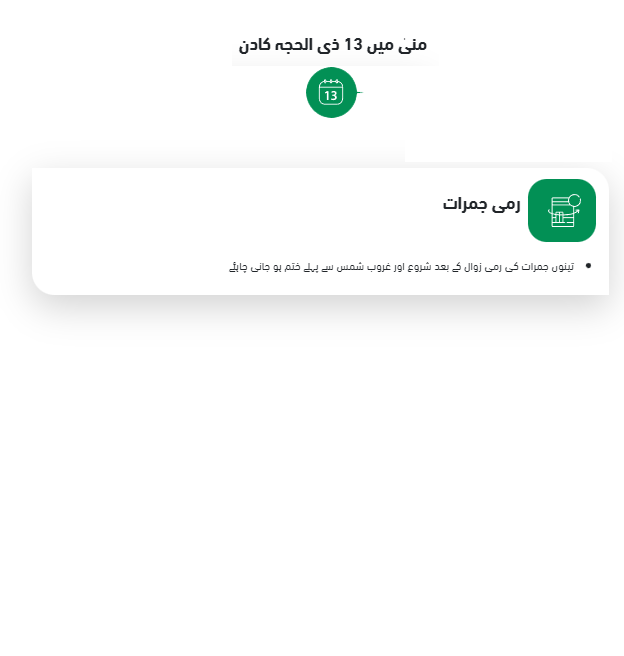 منیٰ میں 13 ذی الحجہ کادن
13
رمی جمرات
تینوں جمرات کی رمی زوال کے بعد شروع اور غروب شمس سے پہلے ختم ہو جانی چاہئے